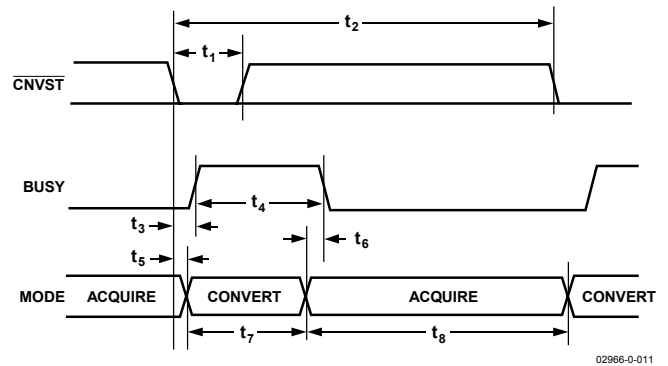 t2
t1
CNVST
BUSY
t4
t3
t6
t5
MODE ACQUIRE CONVERT ACQUIRE CONVERT
t7 t8
02966-0-011